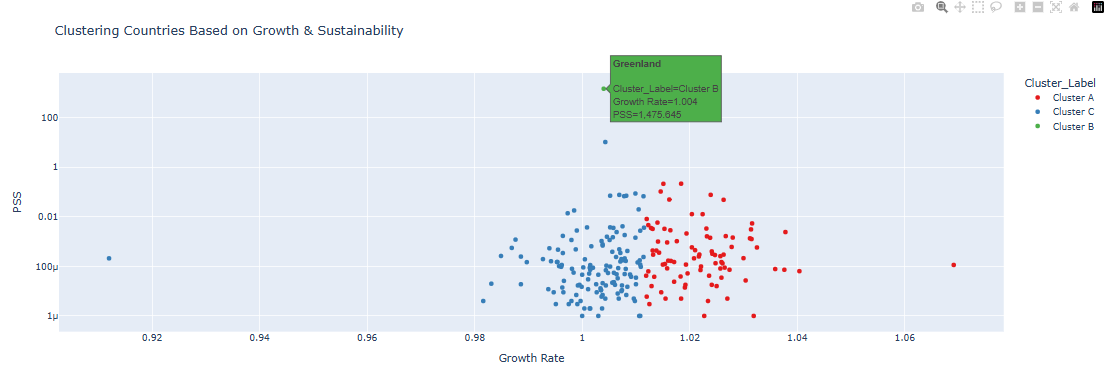 Clustering Countries Based on Growth & Sustainability
Greenland
Cluster_Label=Cluster B
Growth Rate=1.004
PSS=1,475.645
Cluster_Label
Cluster A
Cluster C
Cluster B
PSS
100
1
0.01
100μ
1μ
0.92
0.94
0.96
0.98
1
1.02
1.04
1.06
Growth Rate